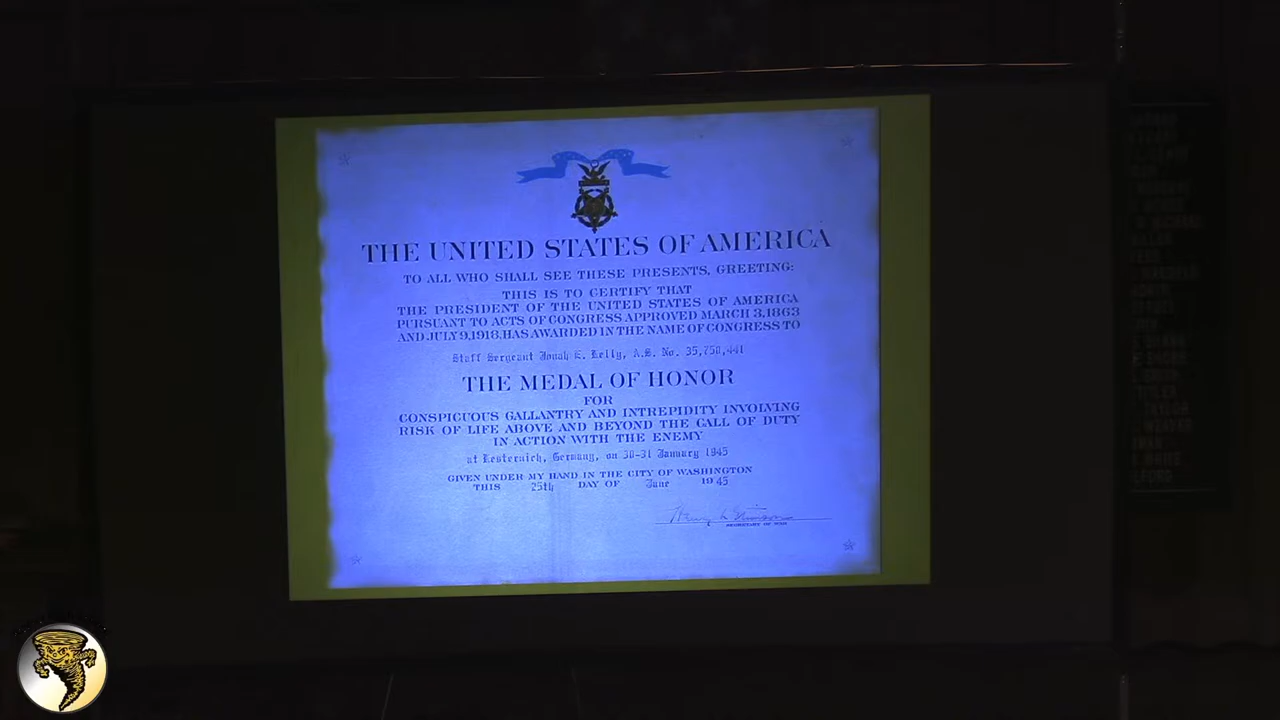 THE UNITED STATES OF AMERICA
TO ALL WHO SHALL SEE THESE PRESENTS, GREETING:
THIS IS TO CERTIFY THAT
THE PRESIDENT OF THE UNITED STATES OF AMERICA
PURSUANT TO ACTS OF CONGRESS APPROVED MARCH 3,1863
AND JULY 9,1918, HAS AWARDED IN THE NAME OF CONGRESS TO
Staff Sergeant Jonah E. Kelly, A.S. No. 35,750,441
THE MEDAL OF HONOR
FOR
CONSPICUOUS GALLANTRY AND INTREPIDITY INVOLVING
RISK OF LIFE ABOVE AND BEYOND THE CALL OF DUTY
IN ACTION WITH THE ENEMY
at Kesternich, Germany, on 30-31 January 1945
GIVEN UNDER MY HAND IN THE CITY OF WASHINGTON
THIS 25th DAY OF June 1945
Henry L Stimson
SECRETARY OF WAR